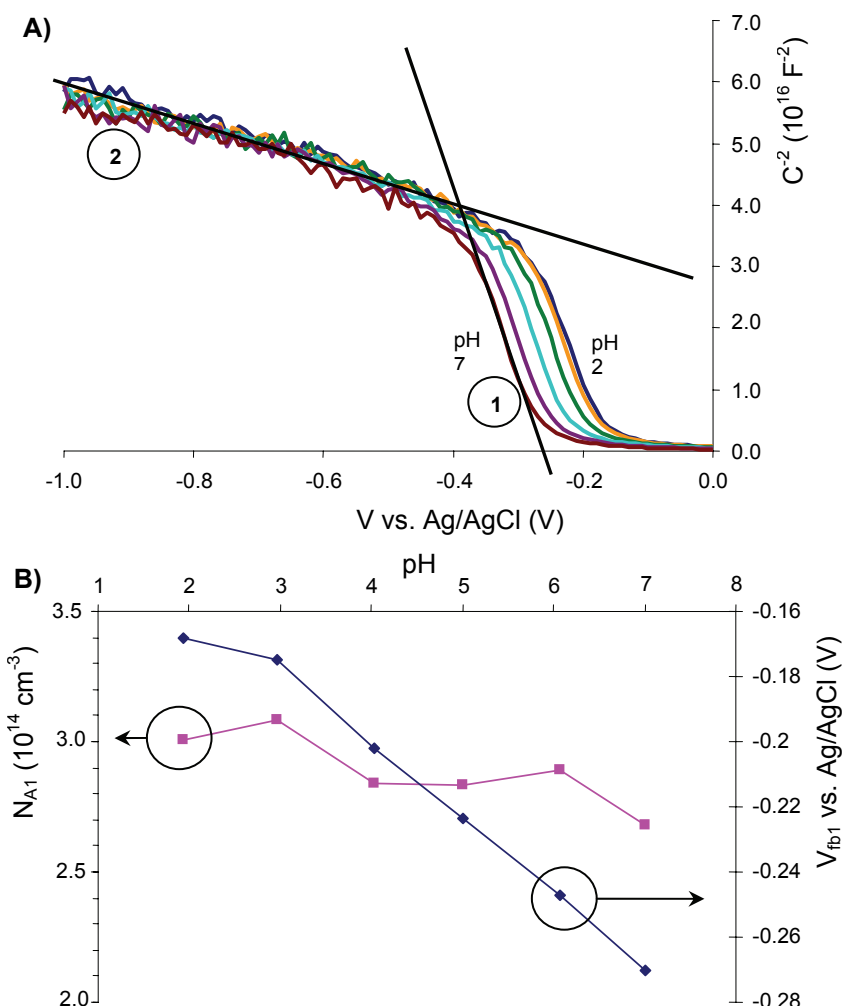 A)
7.0
6.0
5.0
4.0
3.0
2.0
1.0
0.0
C⁻² (10¹⁶ F⁻²)
2
pH
7
1
pH
2
-1.0 -0.8 -0.6 -0.4 -0.2 0.0
V vs. Ag/AgCl (V)
B)
pH
1 2 3 4 5 6 7 8
3.5
3.0
2.5
2.0
N_A1 (10¹⁴ cm⁻³)
-0.16
-0.18
-0.2
-0.22
-0.24
-0.26
-0.28
V_fb1 vs. Ag/AgCl (V)